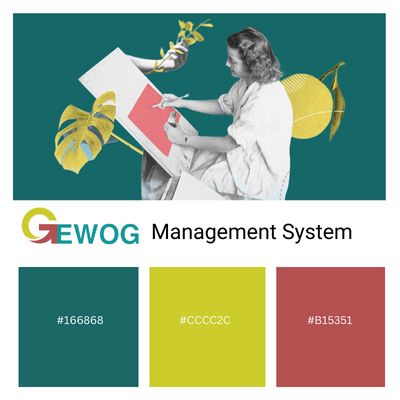 GEWOG Management System
#166868
#CCCC2C
#B15351